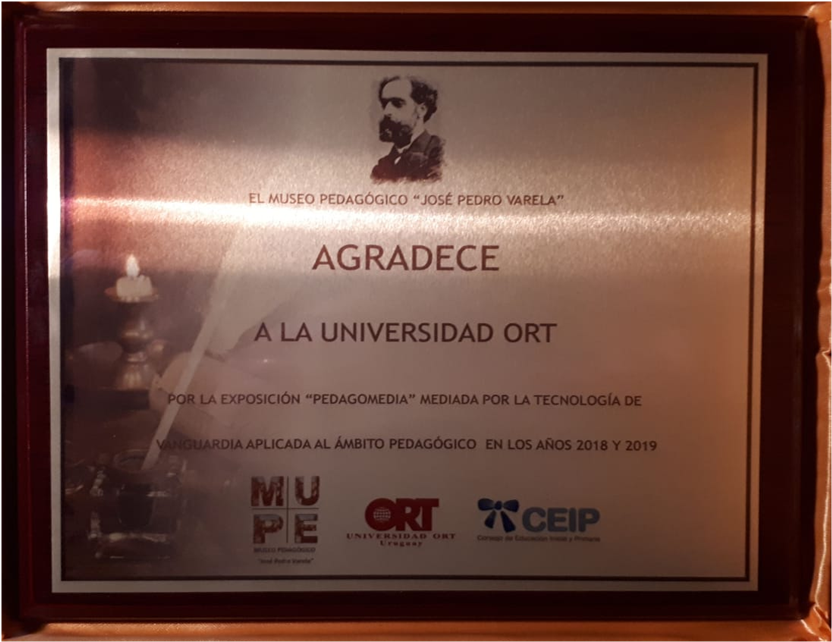 EL MUSEO PEDAGÓGICO “JOSÉ PEDRO VARELA”
AGRADECE
A LA UNIVERSIDAD ORT
POR LA EXPOSICIÓN “PEDAGOMEDIA” MEDIADA POR LA TECNOLOGÍA DE
VANGUARDIA APLICADA AL ÁMBITO PEDAGÓGICO EN LOS AÑOS 2018 Y 2019
MU
PE
MUSEO PEDAGÓGICO
"José Pedro Varela"
ORT
UNIVERSIDAD ORT
Uruguay
CEIP
Consejo de Educación Inicial y Primaria